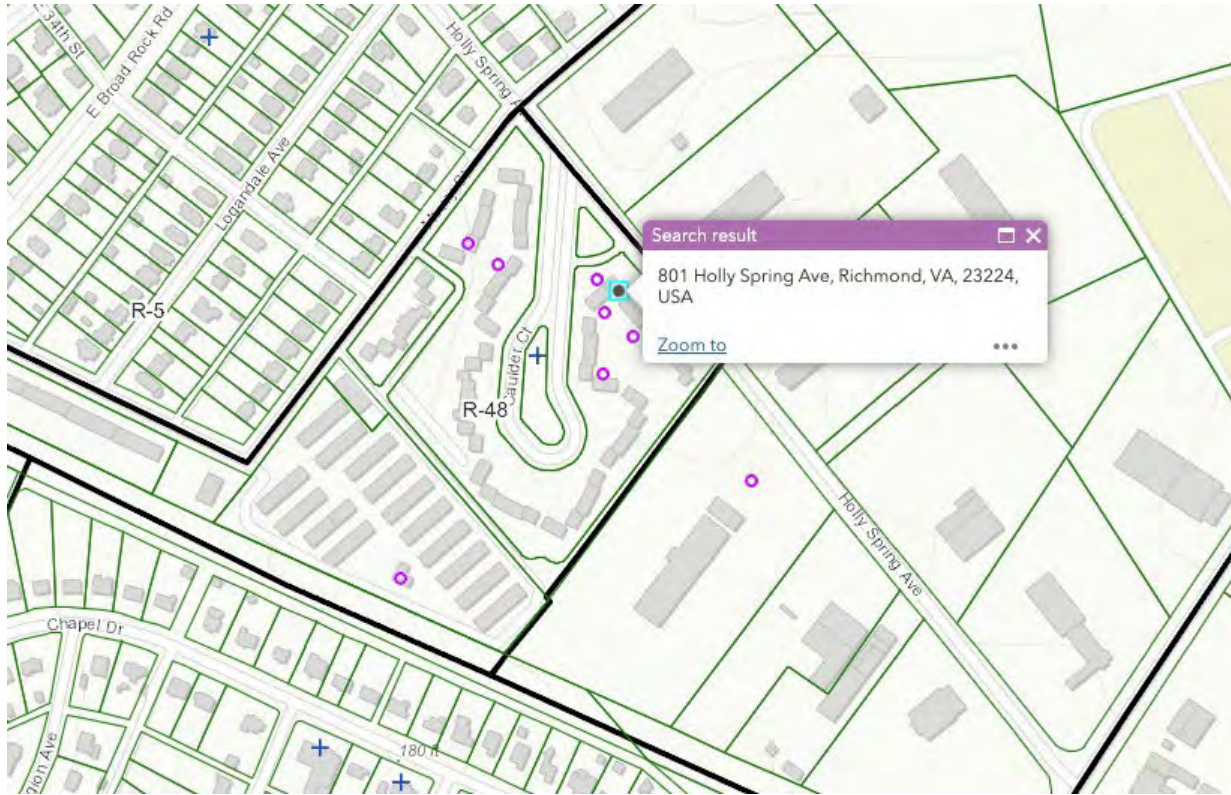 E 34th St
E Broad Rock Rd
Holly Spring A
Logandale Ave
R-5
Search result
801 Holly Spring Ave, Richmond, VA, 23224,
USA
Zoom to
Caulder Ct
R-48
Holly Spring Ave
Chapel Dr
180 ft